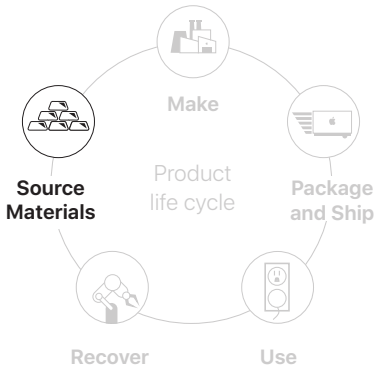 Make
Source
Materials
Product
life cycle
Package
and Ship
Recover
Use